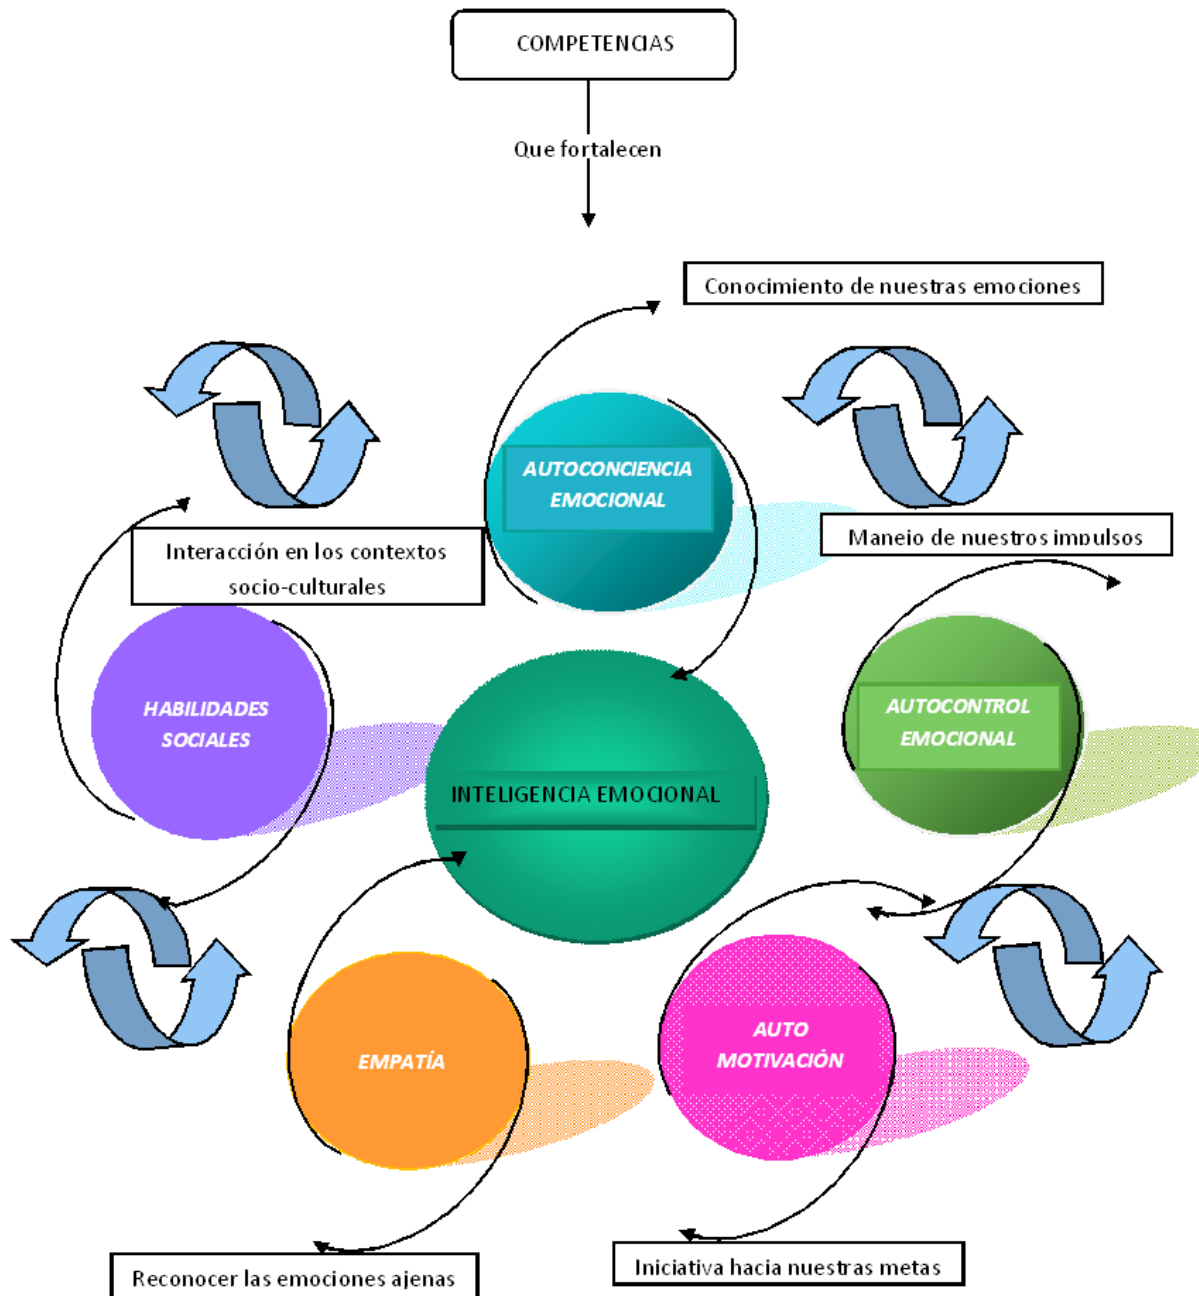 COMPETENCIAS
Que fortalecen
Conocimiento de nuestras emociones
AUTOCONCIENCIA
EMOCIONAL
Manejo de nuestros impulsos
Interacción en los contextos
socio-culturales
HABILIDADES
SOCIALES
AUTOCONTROL
EMOCIONAL
INTELIGENCIA EMOCIONAL
EMPATÍA
AUTO
MOTIVACIÓN
Reconocer las emociones ajenas
Iniciativa hacia nuestras metas